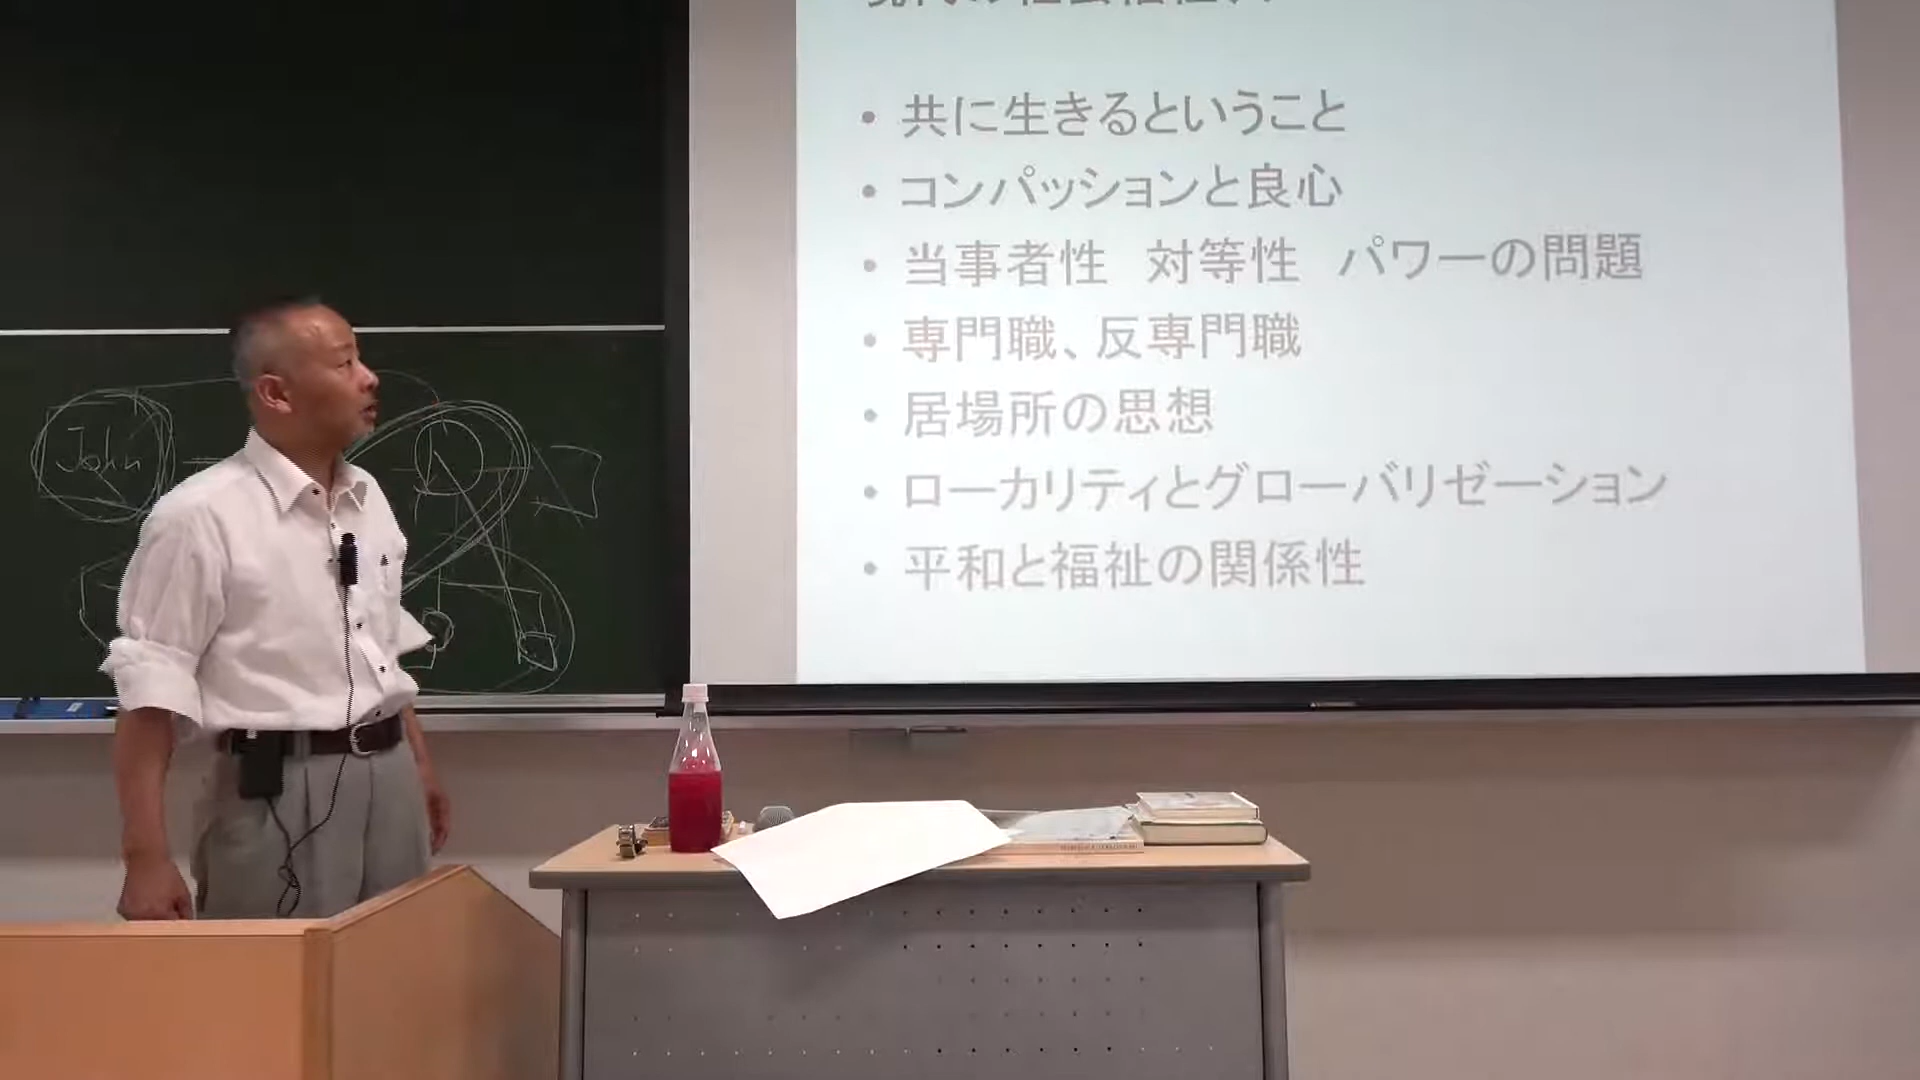 ・共に生きるということ
・コンパッションと良心
・当事者性　対等性　パワーの問題
・専門職、反専門職
・居場所の思想
・ローカリティとグローバリゼーション
・平和と福祉の関係性
John